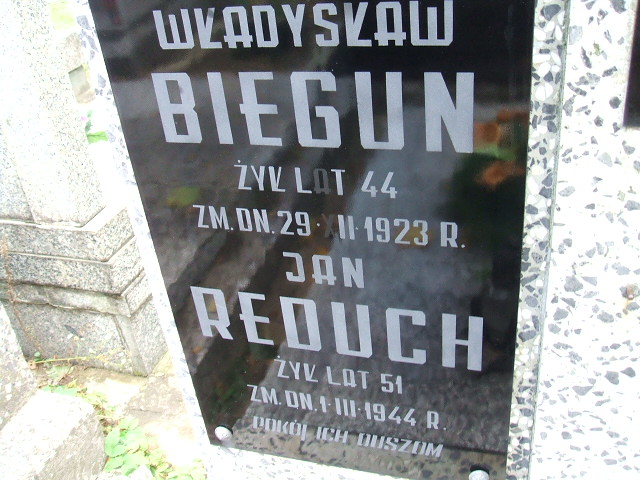 WŁADYSŁAW
BIEGUN
ŻYŁ LAT 44
ZM. DN. 29·XII·1923 R.
JAN
REDUCH
ŻYŁ LAT 51
ZM. DN. 1·III·1944 R.
POKÓJ ICH DUSZOM